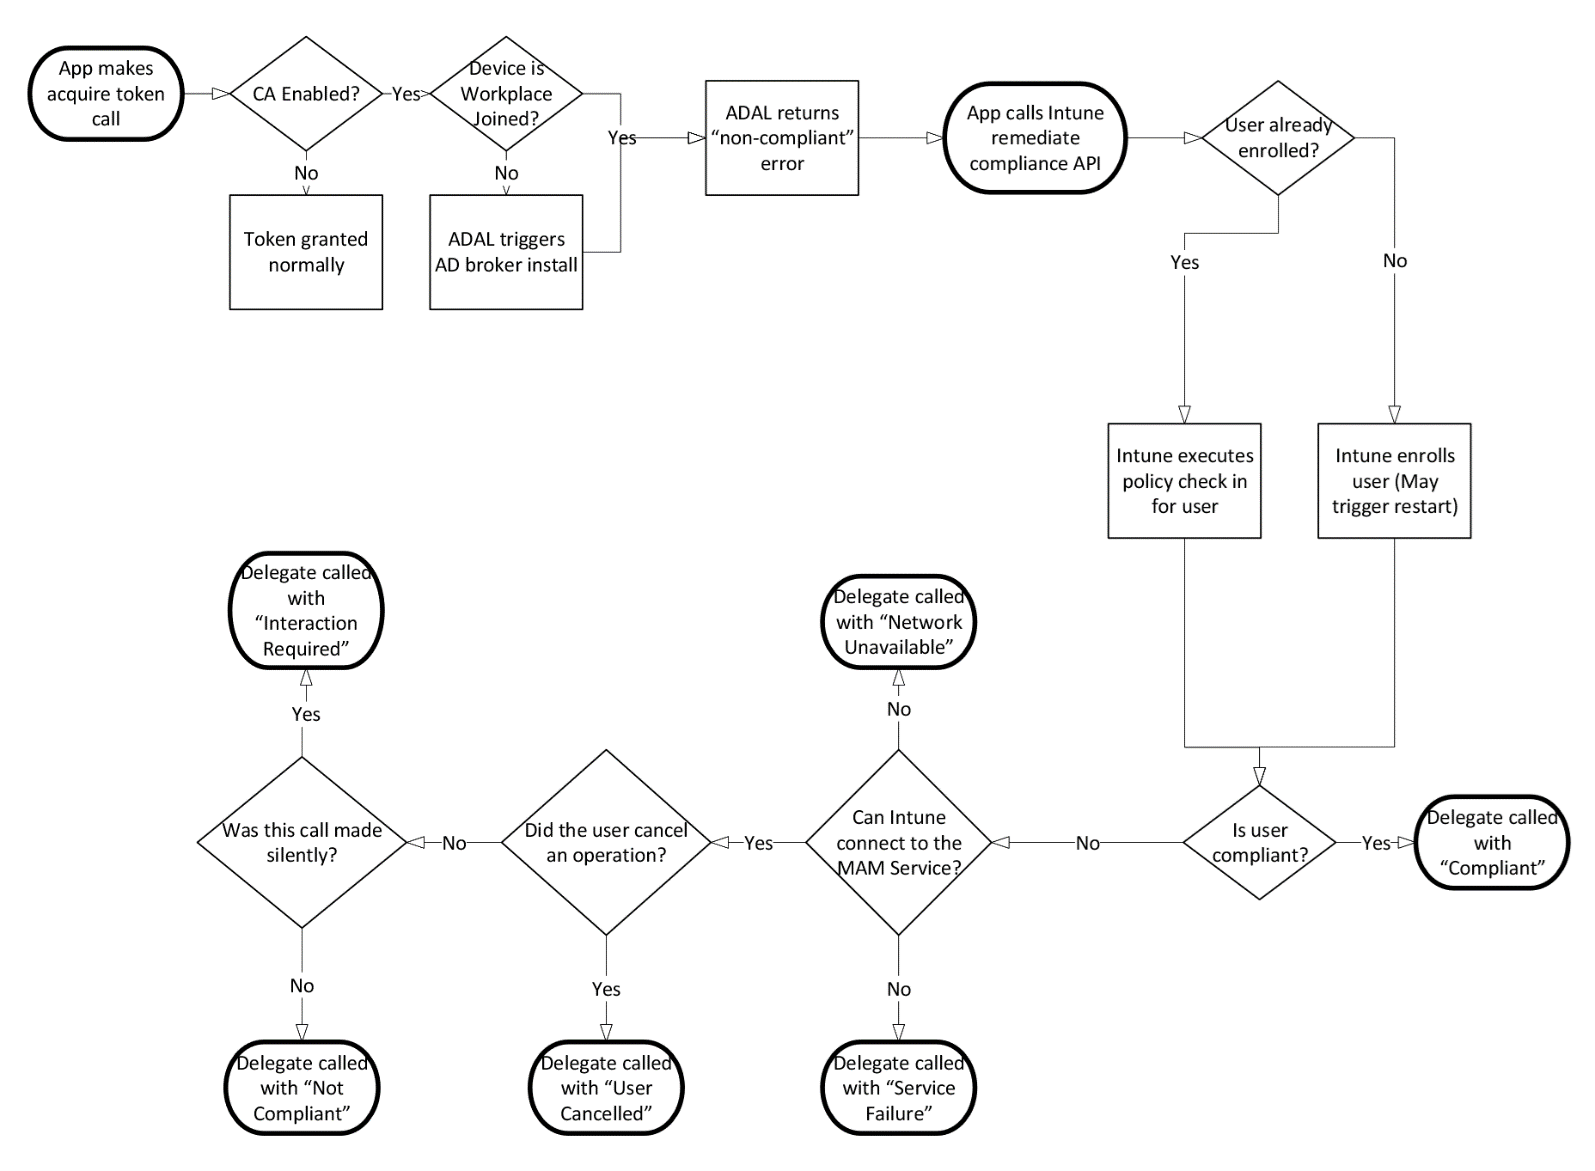 App makes
acquire token
call
CA Enabled?
Yes
Device is
Workplace
Joined?
Yes
ADAL returns
“non-compliant”
error
App calls Intune
remediate
compliance API
User already
enrolled?
No
No
Token granted
normally
ADAL triggers
AD broker install
Yes
No
Intune executes
policy check in
for user
Intune enrolls
user (May
trigger restart)
Delegate called
with
“Interaction
Required”
Delegate called
with “Network
Unavailable”
Yes
No
Was this call made
silently?
No
Did the user cancel
an operation?
Yes
Can Intune
connect to the
MAM Service?
No
Is user
compliant?
Yes
Delegate called
with
“Compliant”
No
Yes
No
Delegate called
with “Not
Compliant”
Delegate called
with “User
Cancelled”
Delegate called
with “Service
Failure”